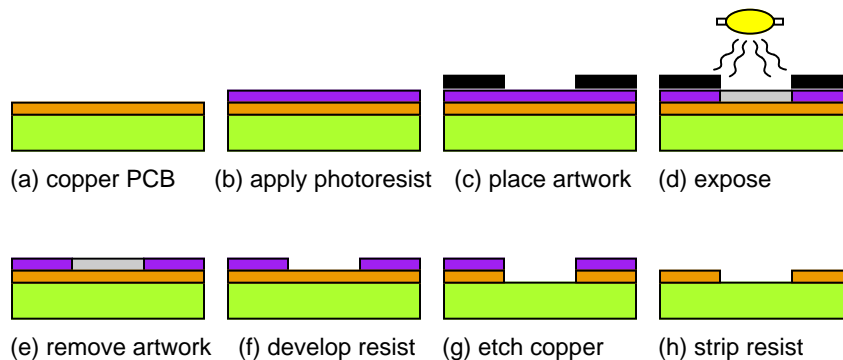 (a) copper PCB
(b) apply photoresist
(c) place artwork
(d) expose
(e) remove artwork
(f) develop resist
(g) etch copper
(h) strip resist